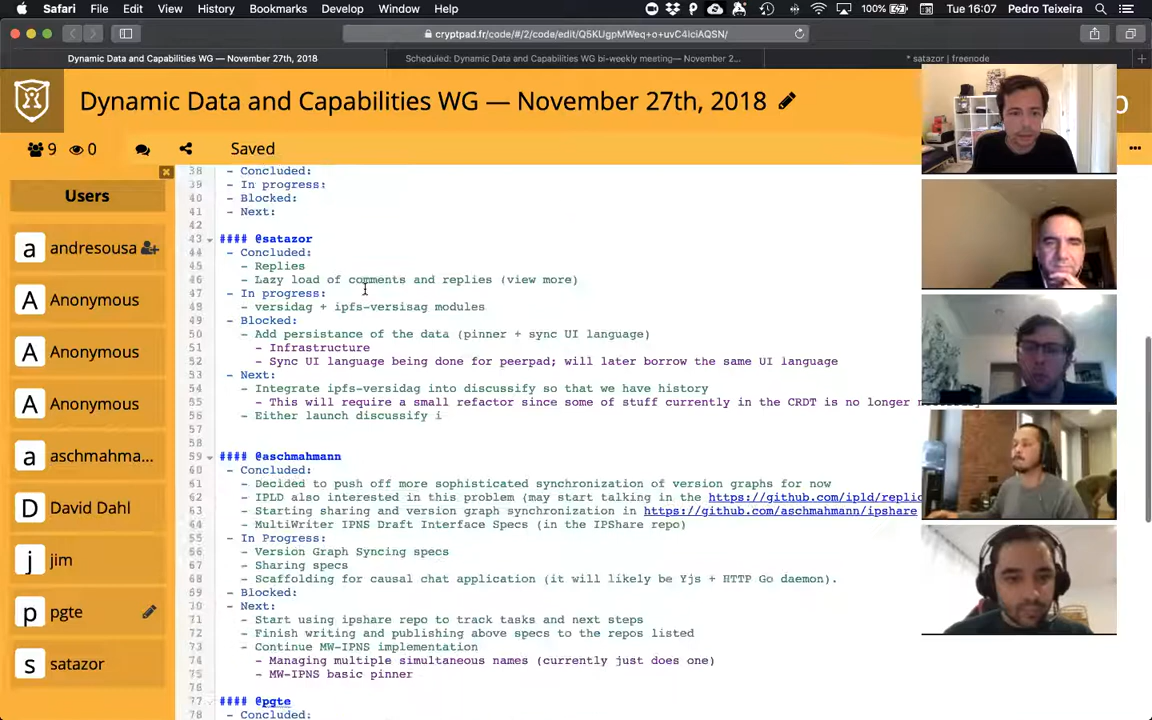 Safari File Edit View History Bookmarks Develop Window Help 100% Tue 16:07 Pedro Teixeira
cryptpad.fr/code/#/2/code/edit/Q5KUgpMWeq+o+uvC4IciAQSN/
Dynamic Data and Capabilities WG — November 27th, 2018
Scheduled: Dynamic Data and Capabilities WG bi-weekly meeting— November 2...
* satazor | freenode
Dynamic Data and Capabilities WG — November 27th, 2018
9 0 Saved
Users
andresousa
Anonymous
Anonymous
Anonymous
aschmahma...
David Dahl
jim
pgte
satazor
38 - Concluded:
39 - In progress:
40 - Blocked:
41 - Next:
42
43 #### @satazor
44 - Concluded:
45 - Replies
46 - Lazy load of comments and replies (view more)
47 - In progress:
48 - versidag + ipfs-versisag modules
49 - Blocked:
50 - Add persistance of the data (pinner + sync UI language)
51 - Infrastructure
52 - Sync UI language being done for peerpad; will later borrow the same UI language
53 - Next:
54 - Integrate ipfs-versidag into discussify so that we have history
55 - This will require a small refactor since some of stuff currently in the CRDT is no longer
56 - Either launch discussify i
57
58
59 #### @aschmahmann
60 - Concluded:
61 - Decided to push off more sophisticated synchronization of version graphs for now
62 - IPLD also interested in this problem (may start talking in the https://github.com/ipld/replic
63 - Starting sharing and version graph synchronization in https://github.com/aschmahmann/ipshare
64 - MultiWriter IPNS Draft Interface Specs (in the IPShare repo)
65 - In Progress:
66 - Version Graph Syncing specs
67 - Sharing specs
68 - Scaffolding for causal chat application (it will likely be Yjs + HTTP Go daemon).
69 - Blocked:
70 - Next:
71 - Start using ipshare repo to track tasks and next steps
72 - Finish writing and publishing above specs to the repos listed
73 - Continue MW-IPNS implementation
74 - Managing multiple simultaneous names (currently just does one)
75 - MW-IPNS basic pinner
76
77 #### @pgte
78 - Concluded: